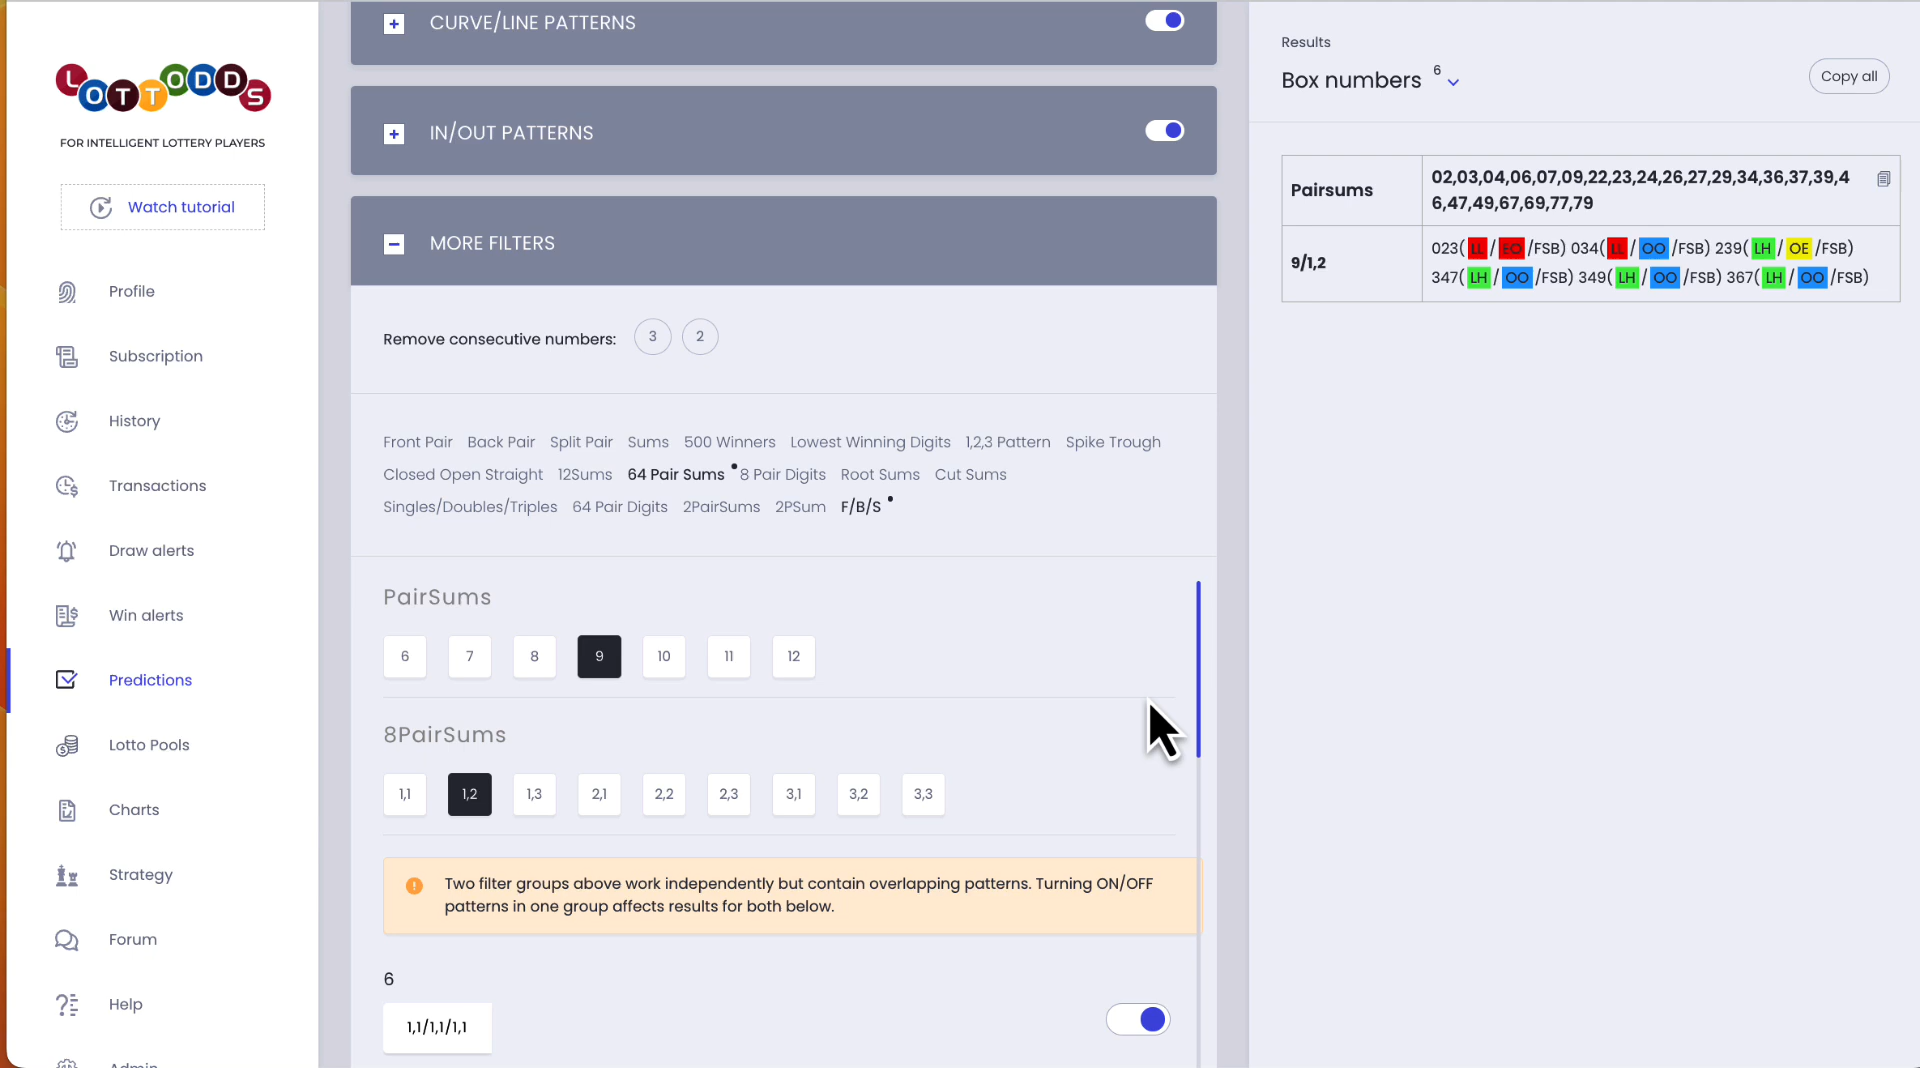 LOTTODDS
FOR INTELLIGENT LOTTERY PLAYERS
Watch tutorial
Profile
Subscription
History
Transactions
Draw alerts
Win alerts
Predictions
Lotto Pools
Charts
Strategy
Forum
Help
Admin
CURVE/LINE PATTERNS
IN/OUT PATTERNS
MORE FILTERS
Remove consecutive numbers: 3 2
Front Pair Back Pair Split Pair Sums 500 Winners Lowest Winning Digits 1,2,3 Pattern Spike Trough
Closed Open Straight 12Sums 64 Pair Sums 8 Pair Digits Root Sums Cut Sums
Singles/Doubles/Triples 64 Pair Digits 2PairSums 2PSum F/B/S
PairSums
6 7 8 9 10 11 12
8PairSums
1,1 1,2 1,3 2,1 2,2 2,3 3,1 3,2 3,3
Two filter groups above work independently but contain overlapping patterns. Turning ON/OFF
patterns in one group affects results for both below.
6
1,1/1,1/1,1
Results
Box numbers 6
Copy all
Pairsums
02,03,04,06,07,09,22,23,24,26,27,29,34,36,37,39,4
6,47,49,67,69,77,79
9/1,2
023( LL / EO /FSB) 034( LL / OO /FSB) 239( LH / OE /FSB)
347( LH / OO /FSB) 349( LH / OO /FSB) 367( LH / OO /FSB)